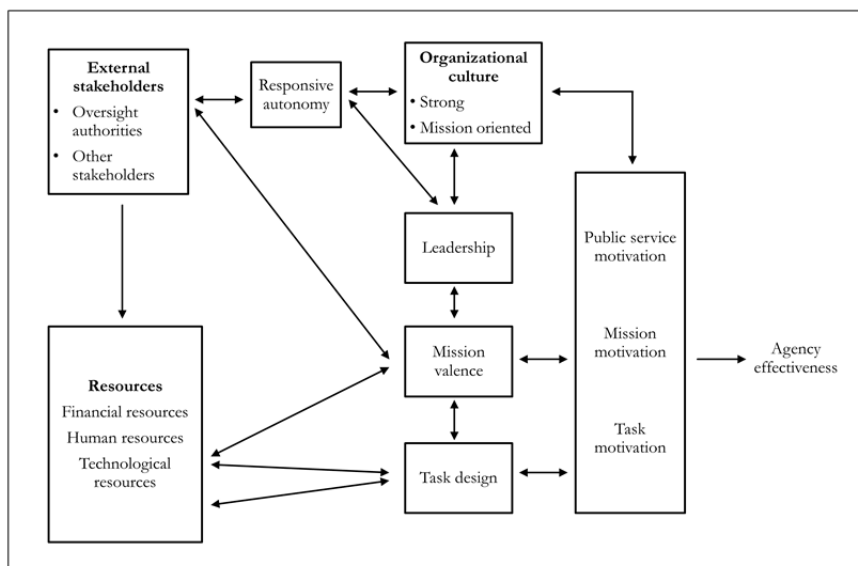 External
stakeholders
• Oversight
authorities
• Other
stakeholders
Responsive
autonomy
Organizational
culture
• Strong
• Mission oriented
Leadership
Public service
motivation
Mission
motivation
Task
motivation
Agency
effectiveness
Resources
Financial resources
Human resources
Technological
resources
Mission
valence
Task design